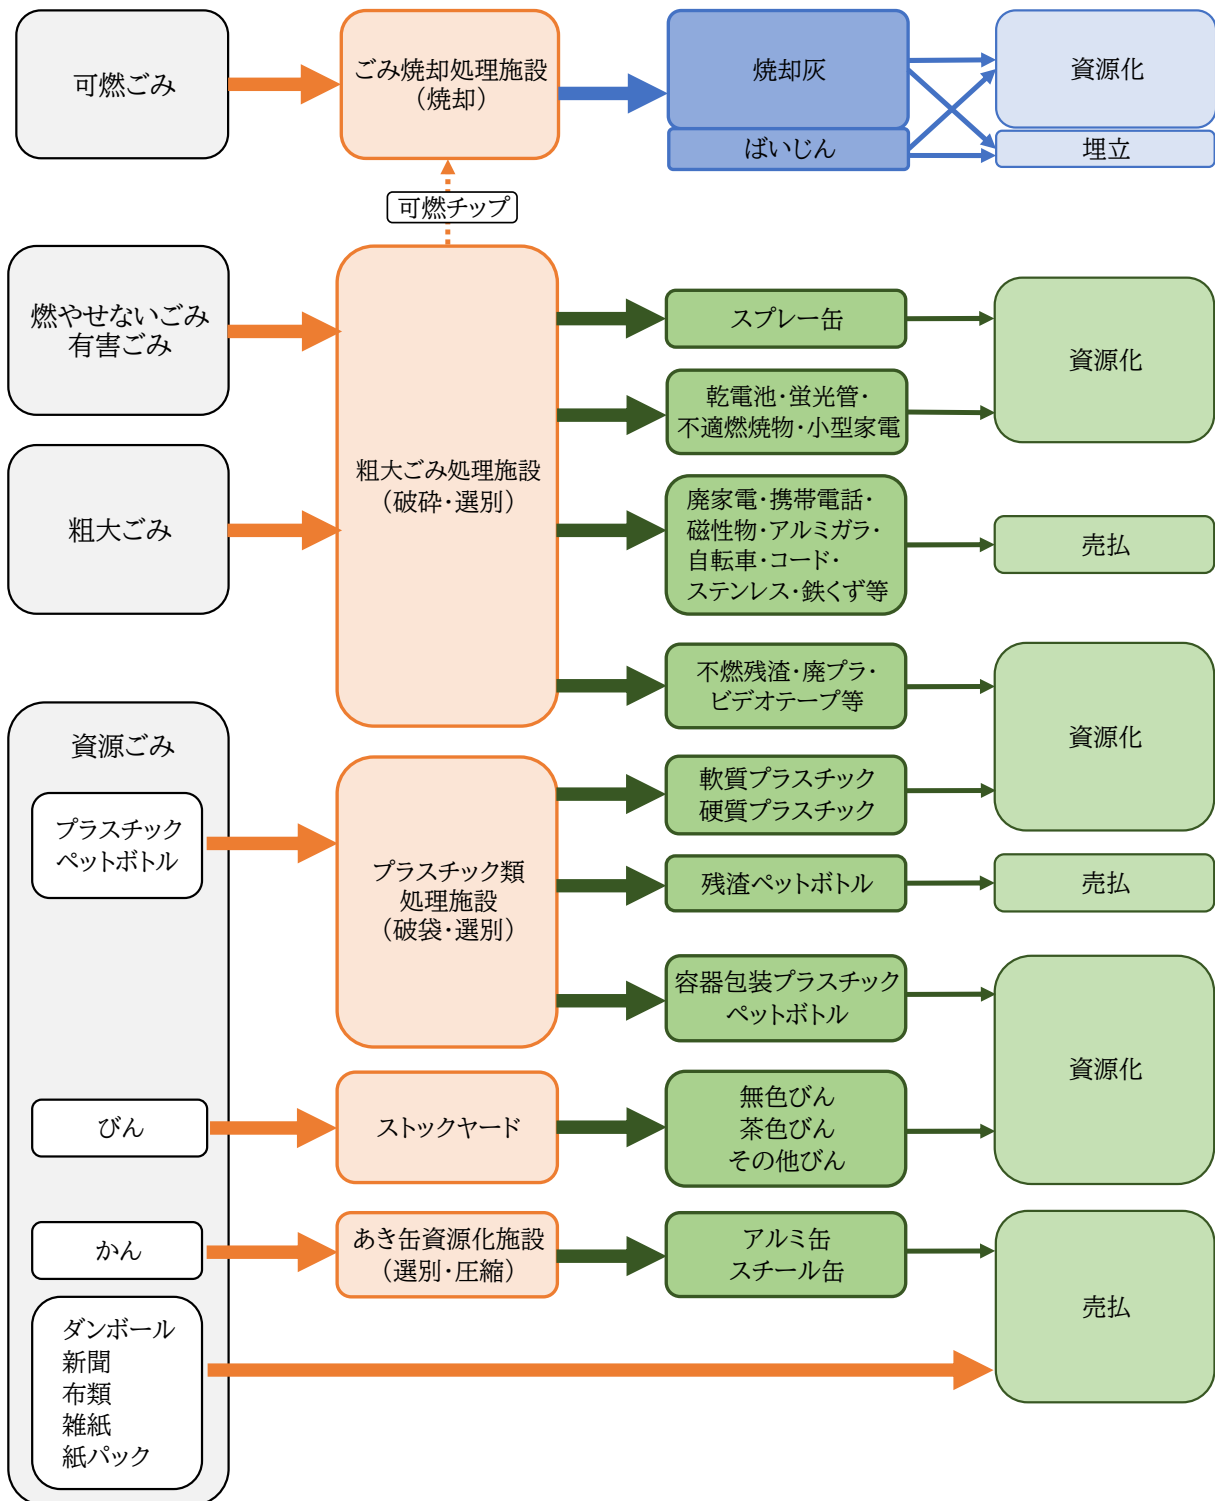 可燃ごみ
ごみ焼却処理施設
（焼却）
焼却灰
ばいじん
資源化
埋立
可燃チップ
燃やせないごみ
有害ごみ
粗大ごみ
粗大ごみ処理施設
（破砕・選別）
スプレー缶
乾電池・蛍光管・
不適燃焼物・小型家電
資源化
廃家電・携帯電話・
磁性物・アルミガラ・
自転車・コード・
ステンレス・鉄くず等
売払
不燃残渣・廃プラ・
ビデオテープ等
資源化
資源ごみ
プラスチック
ペットボトル
プラスチック類
処理施設
（破袋・選別）
軟質プラスチック
硬質プラスチック
残渣ペットボトル
売払
容器包装プラスチック
ペットボトル
資源化
びん
ストックヤード
無色びん
茶色びん
その他びん
かん
あき缶資源化施設
（選別・圧縮）
アルミ缶
スチール缶
売払
ダンボール
新聞
布類
雑紙
紙パック